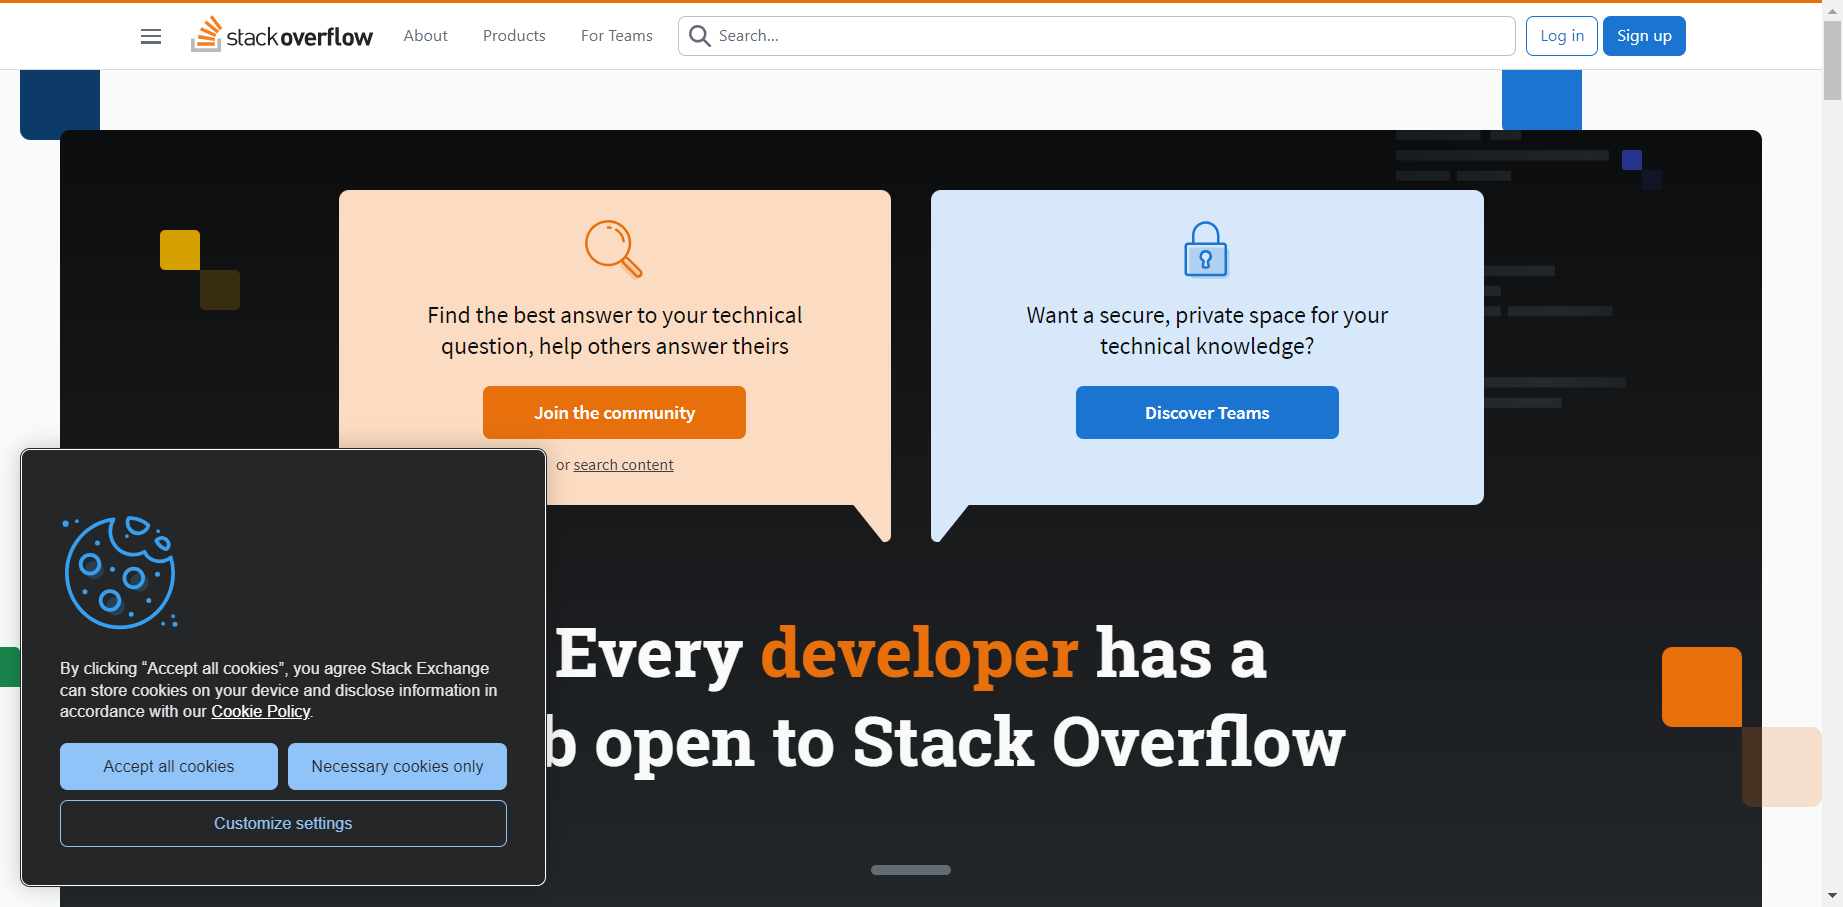 stackoverflow
About
Products
For Teams
Search...
Log in
Sign up
Find the best answer to your technical
question, help others answer theirs
Join the community
or search content
Want a secure, private space for your
technical knowledge?
Discover Teams
Every developer has a
b open to Stack Overflow
By clicking “Accept all cookies”, you agree Stack Exchange
can store cookies on your device and disclose information in
accordance with our Cookie Policy.
Accept all cookies
Necessary cookies only
Customize settings